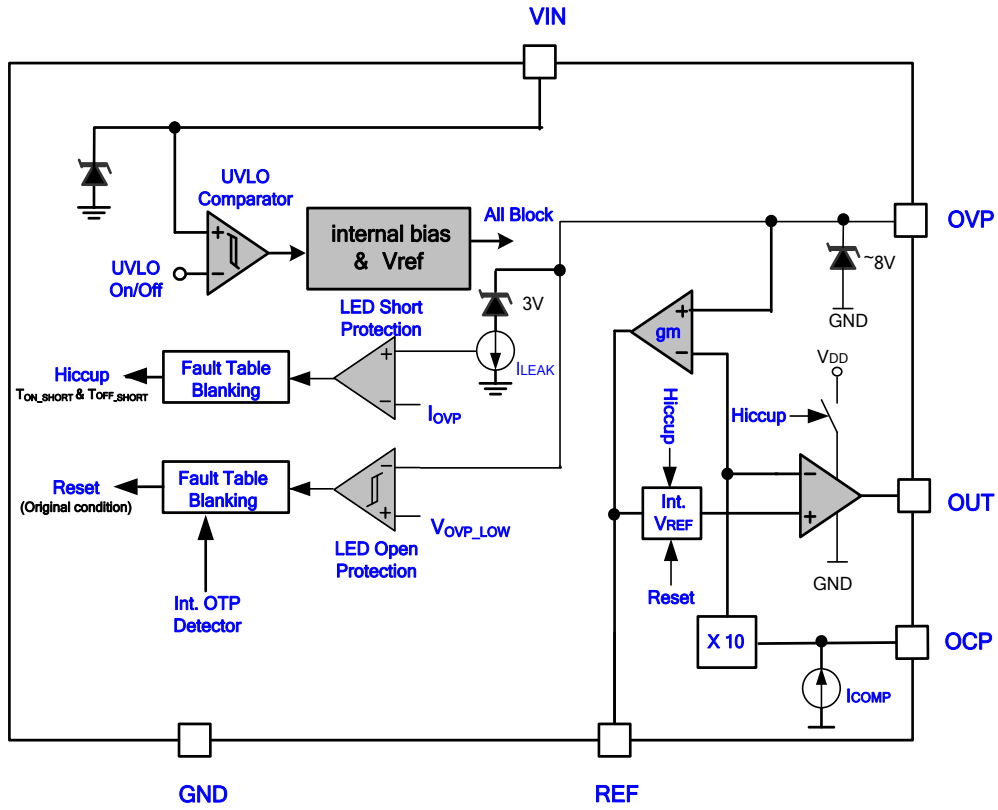 VIN
UVLO
Comparator
+
−
UVLO
On/Off
internal bias
& Vref
All Block
OVP
~8V
GND
3V
LED Short
Protection
+
−
ILEAK
IOVP
Fault Table
Blanking
Hiccup
TON_SHORT & TOFF_SHORT
gm
+
−
VDD
Hiccup
Hiccup
Fault Table
Blanking
Reset
(Original condition)
−
+
VOVP_LOW
LED Open
Protection
Int. OTP
Detector
Int.
VREF
Reset
−
+
OUT
GND
X 10
OCP
ICOMP
GND
REF